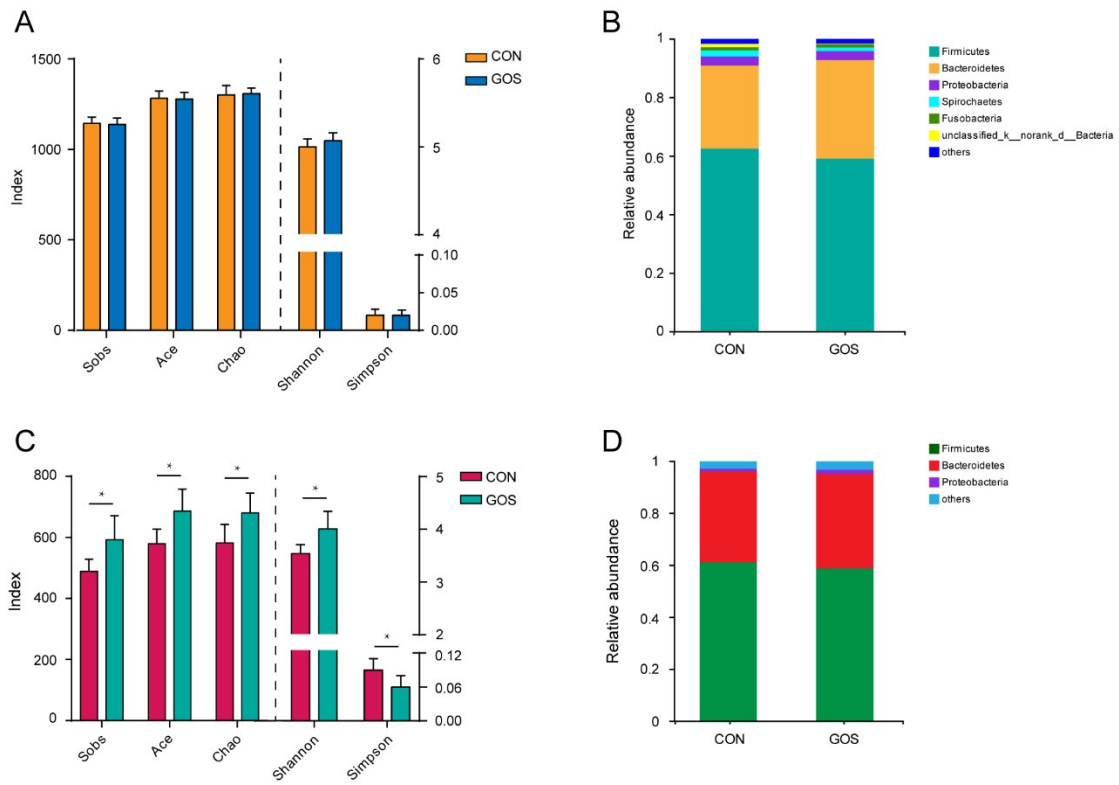 A
1500
1000
500
0
Index
Sobs
Ace
Chao
Shannon
Simpson
6
5
4
0.10
0.05
0.00
CON
GOS
B
1
0.8
0.6
0.4
0.2
0
Relative abundance
CON
GOS
Firmicutes
Bacteroidetes
Proteobacteria
Spirochaetes
Fusobacteria
unclassified_k__norank_d__Bacteria
others
C
800
600
400
200
0
Index
*
*
*
*
*
Sobs
Ace
Chao
Shannon
Simpson
5
4
3
2
0.12
0.06
0.00
CON
GOS
D
1
0.8
0.6
0.4
0.2
0
Relative abundance
CON
GOS
Firmicutes
Bacteroidetes
Proteobacteria
others